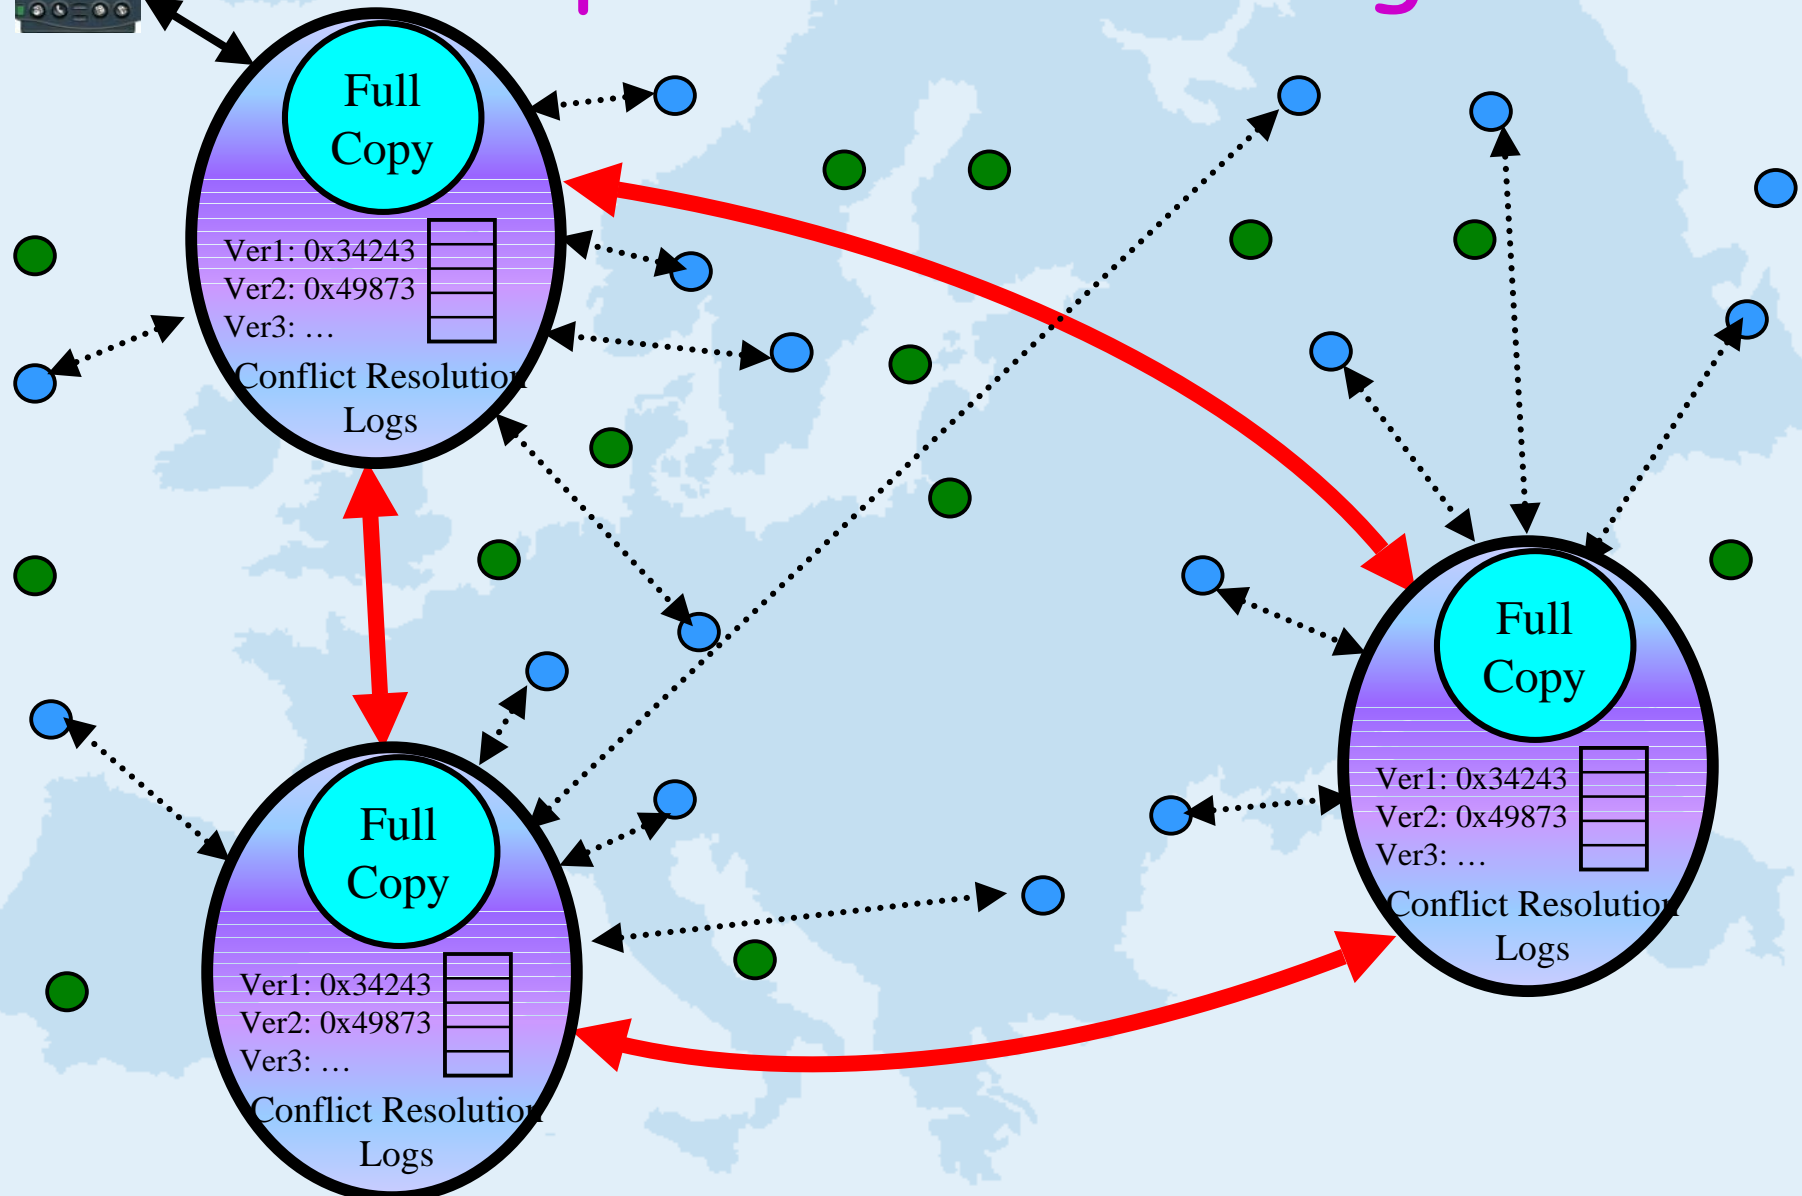 Full
Copy
Ver1: 0x34243
Ver2: 0x49873
Ver3: …
Conflict Resolution
Logs
Full
Copy
Ver1: 0x34243
Ver2: 0x49873
Ver3: …
Conflict Resolution
Logs
Full
Copy
Ver1: 0x34243
Ver2: 0x49873
Ver3: …
Conflict Resolution
Logs